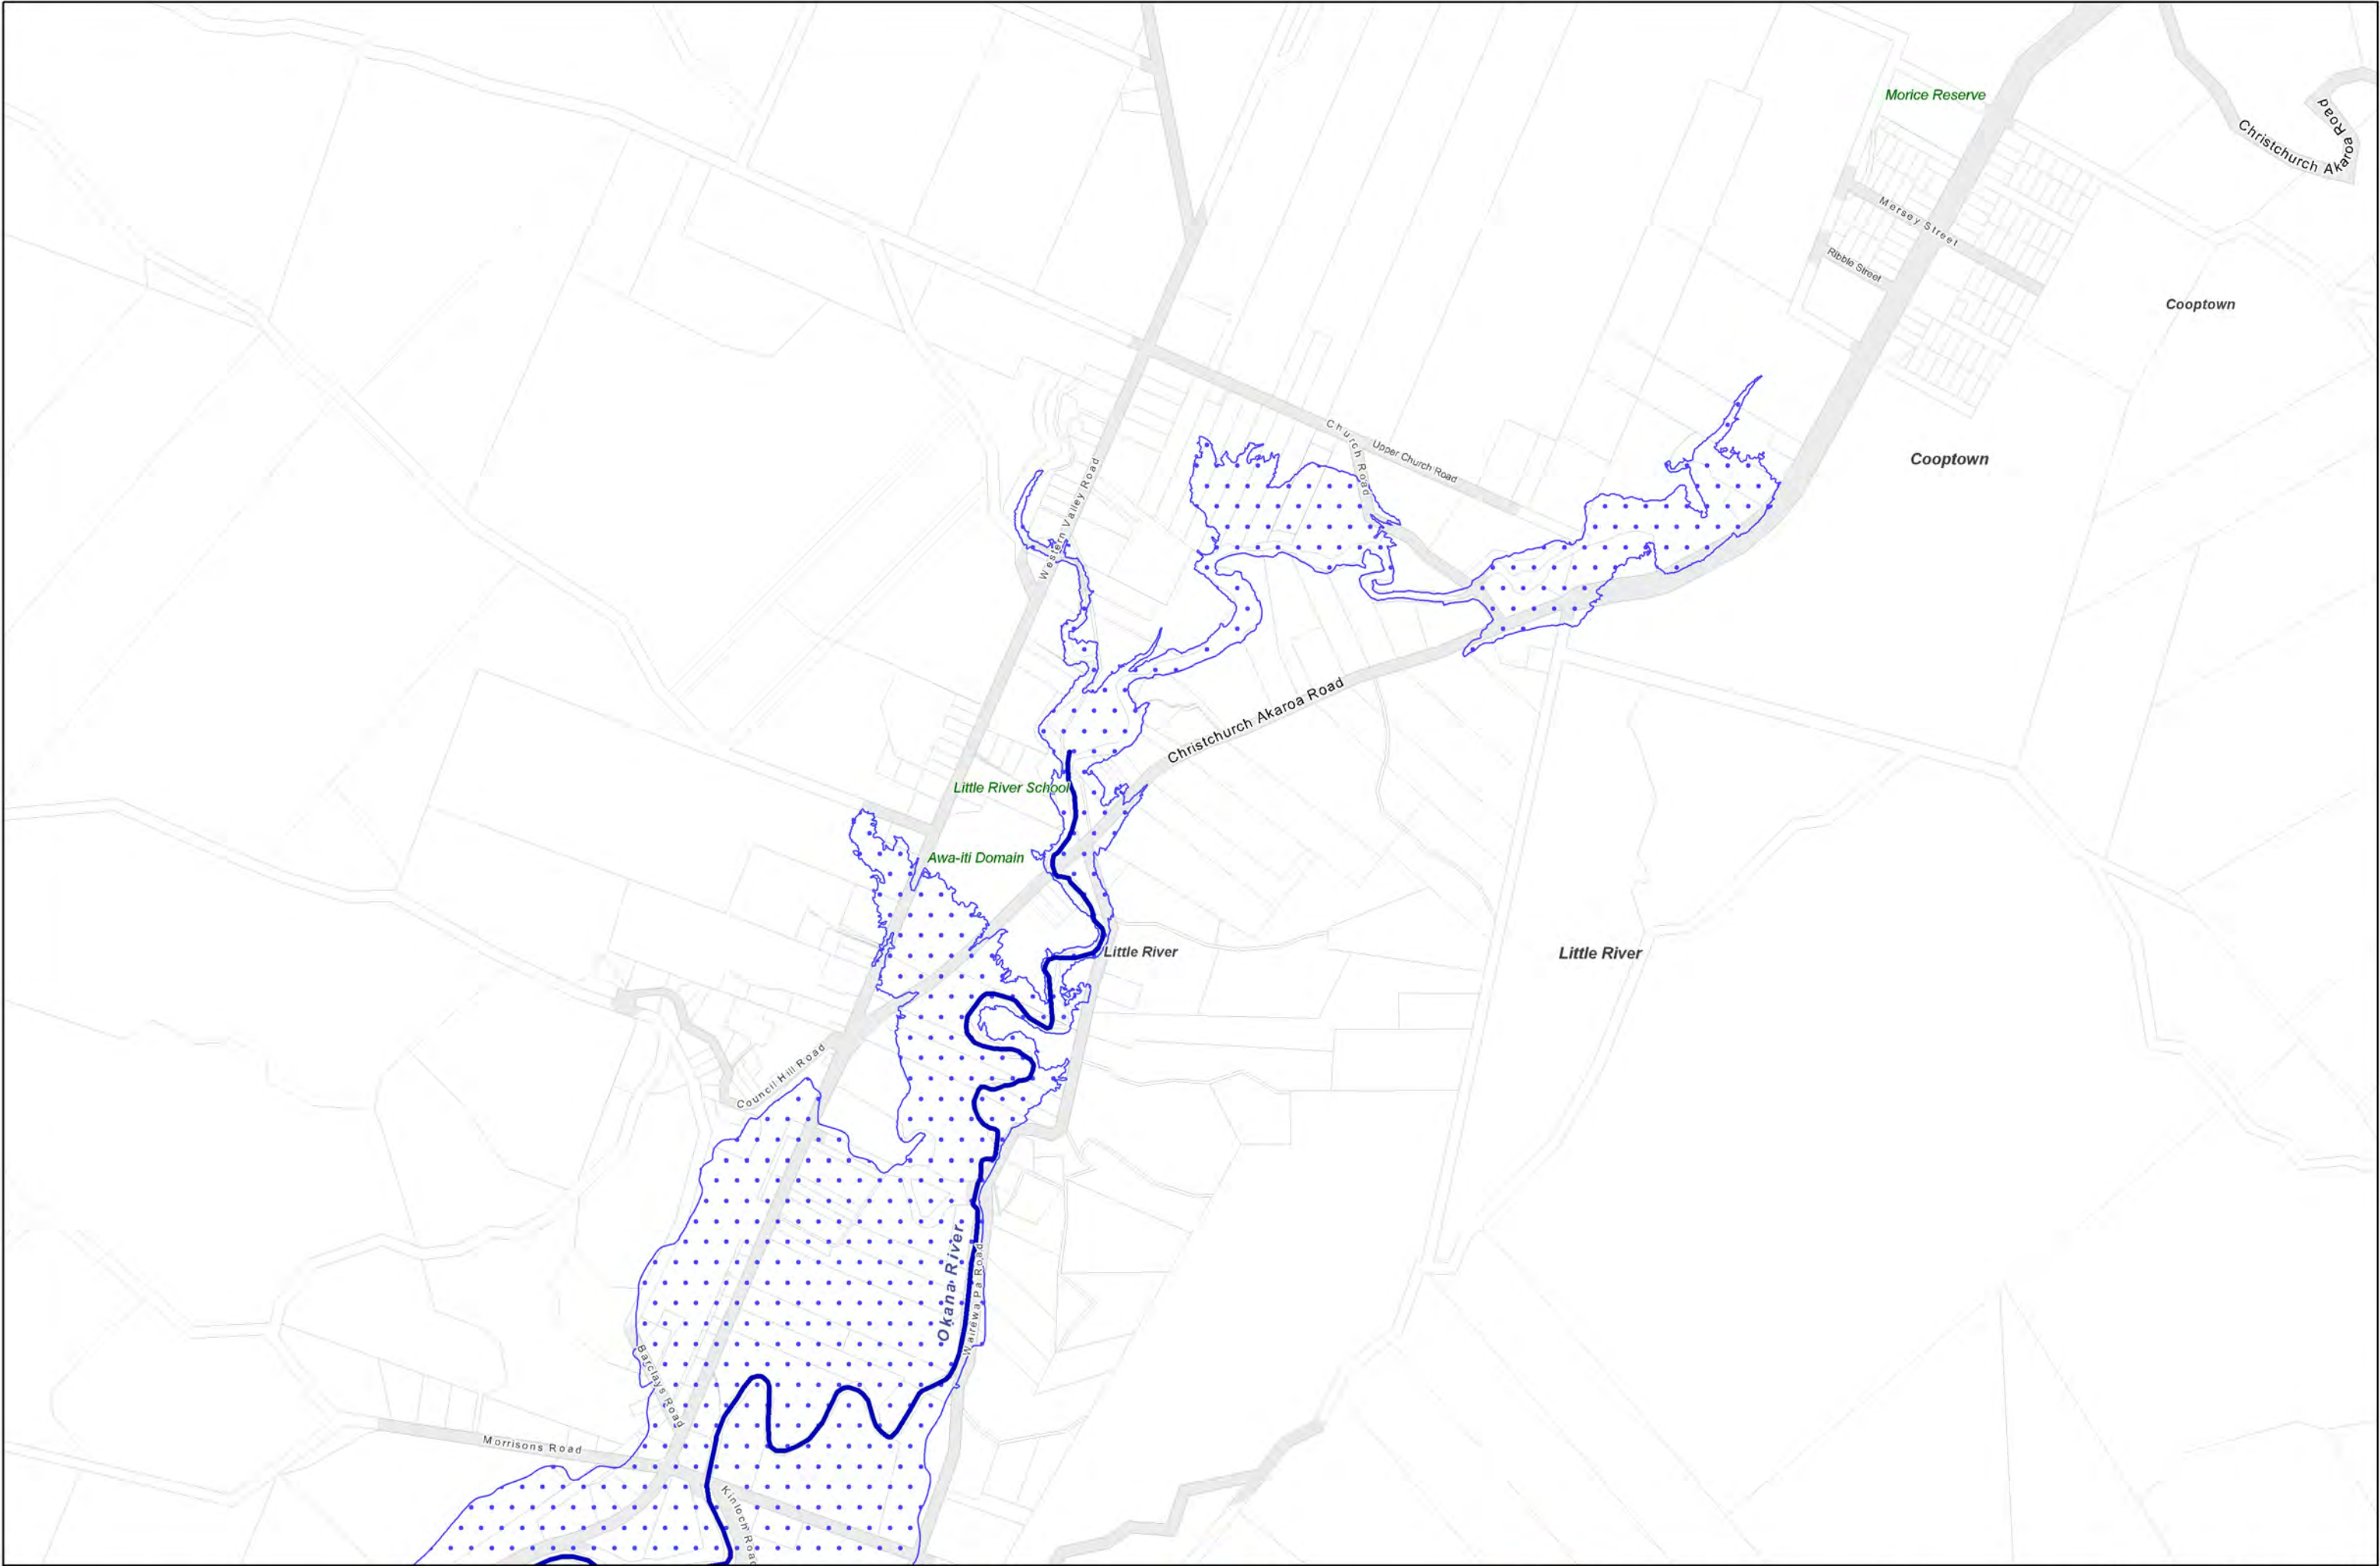 Morice Reserve
Christchurch Akaroa Road
Mersey Street
Ribble Street
Cooptown
Church Road
Upper Church Road
Cooptown
Western Valley Road
Christchurch Akaroa Road
Little River School
Awa-iti Domain
Little River
Little River
Council Hill Road
Okana River
Wairewa Pa Road
Barclays Road
Morrisons Road
Kinloch Road